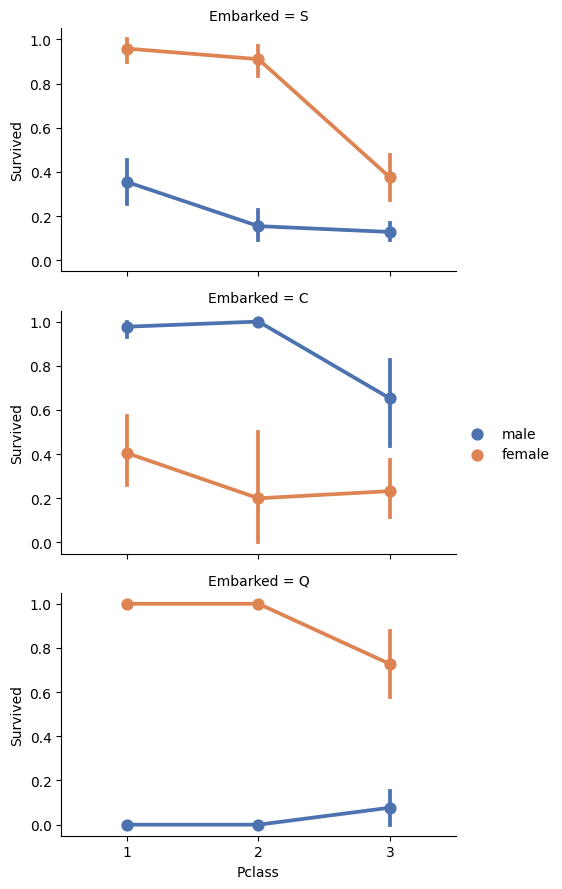 Embarked = S
1.0
0.8
0.6
0.4
0.2
0.0
Survived
Embarked = C
1.0
0.8
0.6
0.4
0.2
0.0
Survived
male
female
Embarked = Q
1.0
0.8
0.6
0.4
0.2
0.0
Survived
1 2 3
Pclass